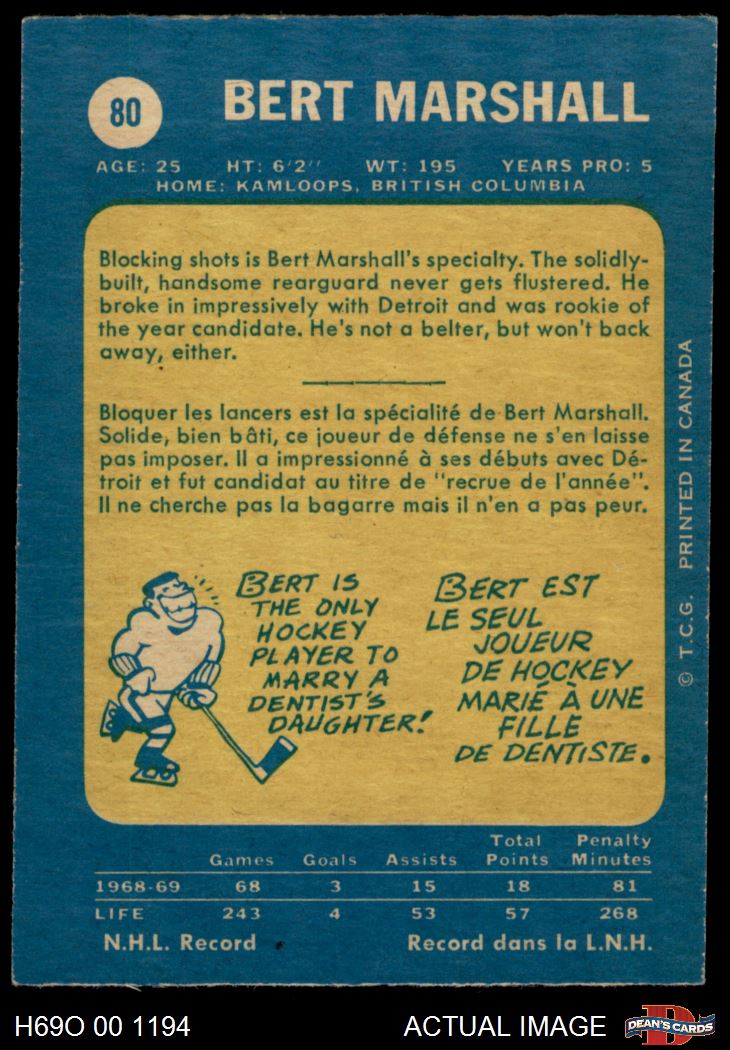 80
BERT MARSHALL
AGE: 25 HT: 6'2'' WT: 195 YEARS PRO: 5
HOME: KAMLOOPS, BRITISH COLUMBIA
Blocking shots is Bert Marshall's specialty. The solidly-
built, handsome rearguard never gets flustered. He
broke in impressively with Detroit and was rookie of
the year candidate. He's not a belter, but won't back
away, either.
Bloquer les lancers est la spécialité de Bert Marshall.
Solide, bien bâti, ce joueur de défense ne s'en laisse
pas imposer. Il a impressionné à ses débuts avec Dé-
troit et fut candidat au titre de "recrue de l'année".
Il ne cherche pas la bagarre mais il n'en a pas peur.
BERT IS
THE ONLY
HOCKEY
PLAYER TO
MARRY A
DENTIST'S
DAUGHTER!
BERT EST
LE SEUL
JOUEUR
DE HOCKEY
MARIÉ À UNE
FILLE
DE DENTISTE.
© T.C.G. PRINTED IN CANADA
Games Goals Assists Total Points Penalty Minutes
1968-69 68 3 15 18 81
LIFE 243 4 53 57 268
N.H.L. Record Record dans la L.N.H.
H69O 00 1194 ACTUAL IMAGE
D
DEAN'S CARDS